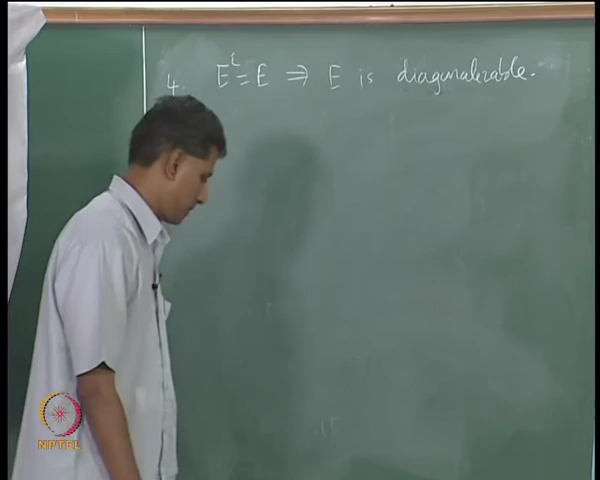 4. E² = E ⇒ E is diagonalizable.
NPTEL